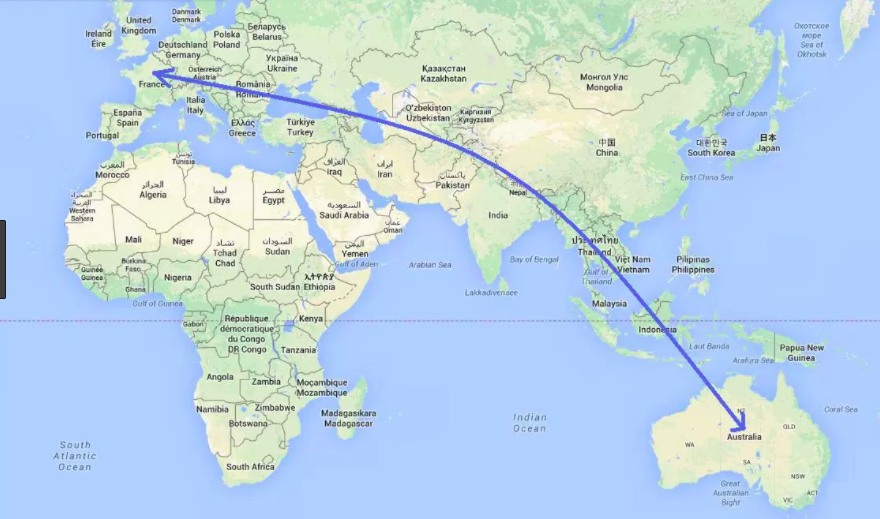 Danmark
Denmark
United
Kingdom
Ireland
Éire
Polska
Poland
Беларусь
Belarus
Deutschland
Germany
Україна
Ukraine
Österreich
Austria
France
România
Italia
Italy
España
Spain
Portugal
Ελλάς
Greece
Türkiye
Turkey
Қазақстан
Kazakhstan
O'zbekiston
Uzbekistan
Киргизия
Kyrgyzstan
Монгол Улс
Mongolia
Охотское
море
Sea of
Okhotsk
Sea of Japan
中国
China
대한민국
South Korea
日本
Japan
East China Sea
تونس
Tunisia
المغرب
Morocco
الجزائر
Algeria
ليبيا
Libya
مصر
Egypt
العراق
Iraq
ایران
Iran
پاکستان
Pakistan
Nepal
India
Western
Sahara
السعودية
Saudi Arabia
عمان
Oman
اليمن
Yemen
Gulf of Aden
Arabian Sea
Bay of Bengal
Lakkadivensee
Mali
Niger
تشاد
Tchad
Chad
السودان
Sudan
Burkina
Faso
Guinée
Guinea
Ghana
Nigeria
South Sudan
ኢትዮጵያ
Ethiopia
Gulf of Guinea
Gabon
République
démocratique
du Congo
DR Congo
Kenya
Tanzania
Angola
Zambia
Moçambique
Mozambique
Namibia
Zimbabwe
Botswana
Madagasikara
Madagascar
South Africa
South
Atlantic
Ocean
Indian
Ocean
ประเทศไทย
Thailand
Việt Nam
Vietnam
Gulf of
Thailand
Pilipinas
Philippines
Malaysia
Indonesia
Laut Banda
Arafura Sea
Papua New
Guinea
Coral Sea
NT
QLD
Australia
WA
SA
NSW
ACT
VIC
Great
Australian
Bight